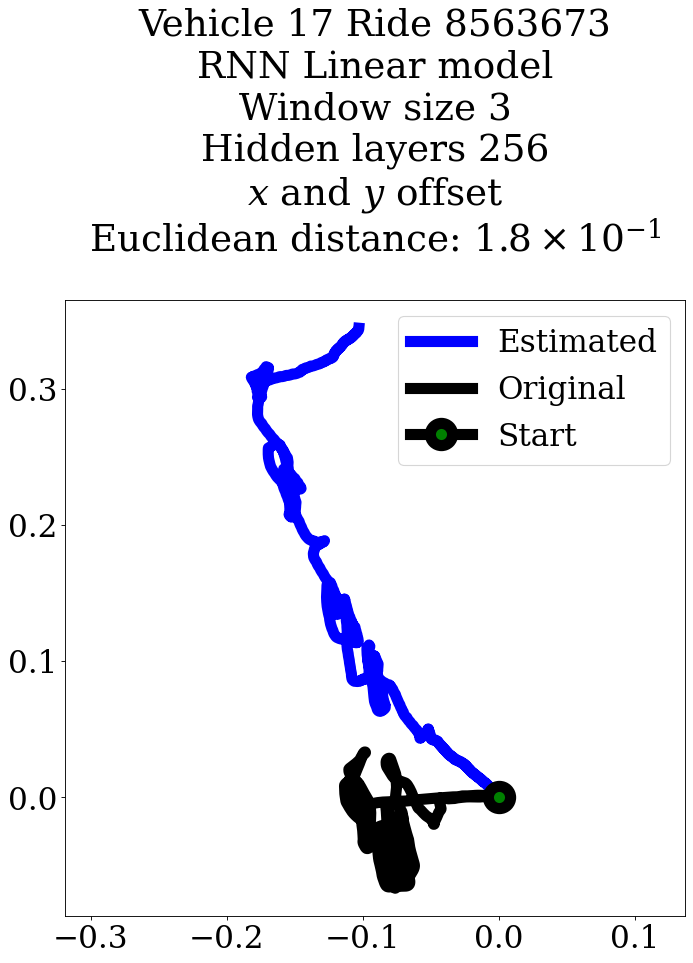 Vehicle 17 Ride 8563673
RNN Linear model
Window size 3
Hidden layers 256
x and y offset
Euclidean distance: 1.8 × 10⁻¹
Estimated
Original
Start
0.3
0.2
0.1
0.0
−0.3 −0.2 −0.1 0.0 0.1